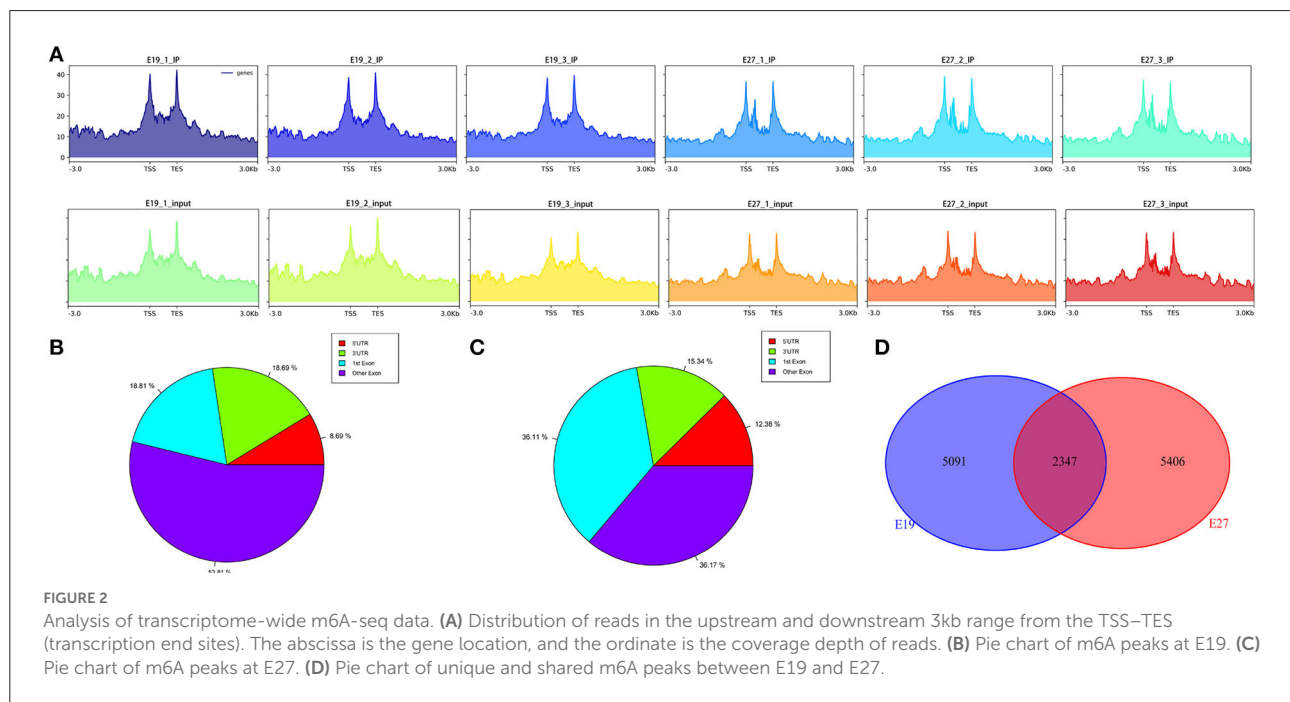 (A)
E19_1_IP
E19_2_IP
E19_3_IP
E27_1_IP
E27_2_IP
E27_3_IP
genes
40
30
20
10
0
-3.0 TSS TES 3.0Kb
-3.0 TSS TES 3.0Kb
-3.0 TSS TES 3.0Kb
-3.0 TSS TES 3.0Kb
-3.0 TSS TES 3.0Kb
-3.0 TSS TES 3.0Kb
E19_1_input
E19_2_input
E19_3_input
E27_1_input
E27_2_input
E27_3_input
-3.0 TSS TES 3.0Kb
-3.0 TSS TES 3.0Kb
-3.0 TSS TES 3.0Kb
-3.0 TSS TES 3.0Kb
-3.0 TSS TES 3.0Kb
-3.0 TSS TES 3.0Kb
(B)
5'UTR
3'UTR
1st Exon
Other Exon
18.81 %
18.69 %
8.69 %
(C)
5'UTR
3'UTR
1st Exon
Other Exon
15.34 %
12.38 %
36.11 %
36.17 %
(D)
5091
2347
5406
E19
E27
FIGURE 2
Analysis of transcriptome-wide m6A-seq data. (A) Distribution of reads in the upstream and downstream 3kb range from the TSS–TES
(transcription end sites). The abscissa is the gene location, and the ordinate is the coverage depth of reads. (B) Pie chart of m6A peaks at E19. (C)
Pie chart of m6A peaks at E27. (D) Pie chart of unique and shared m6A peaks between E19 and E27.